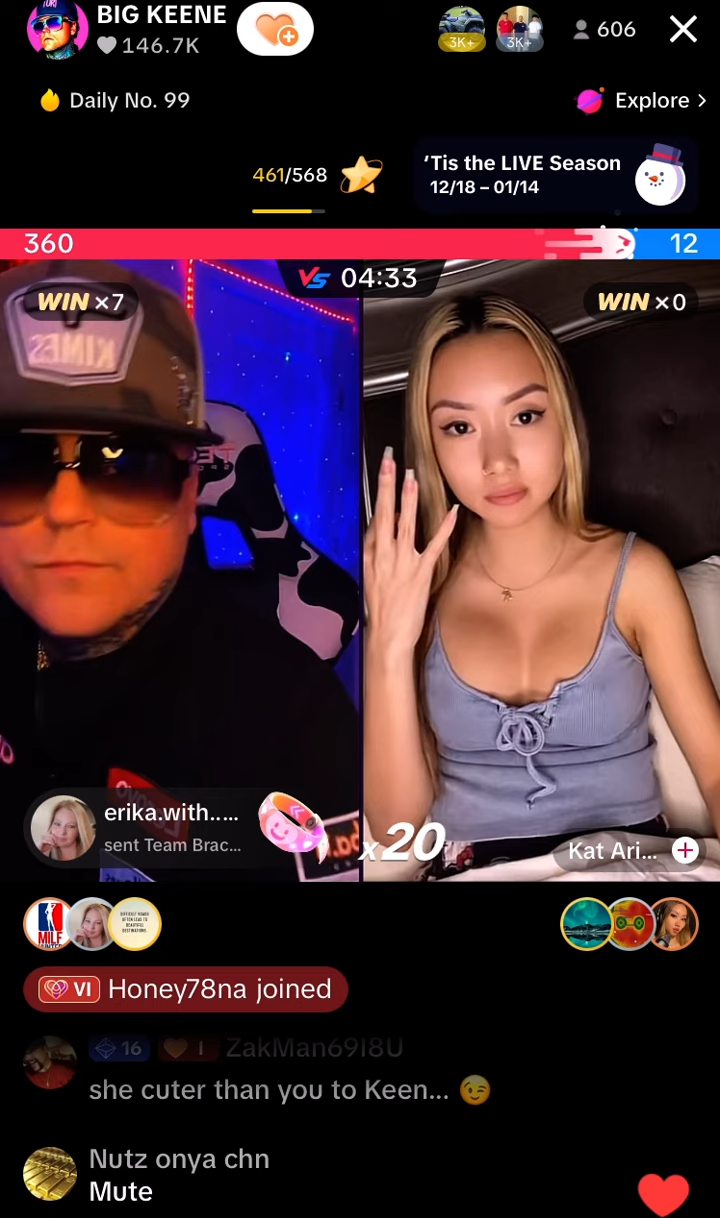 BIG KEENE
146.7K
3K+
3K+
606
Daily No. 99
Explore >
461/568
'Tis the LIVE Season
12/18 – 01/14
360
12
VS 04:33
WIN ×7
WIN ×0
KINES
erika.with.....
sent Team Brac...
x20
Kat Ari...
MILF
VI Honey78na joined
16
I
ZakMan69I8U
she cuter than you to Keen... 😉
Nutz onya chn
Mute